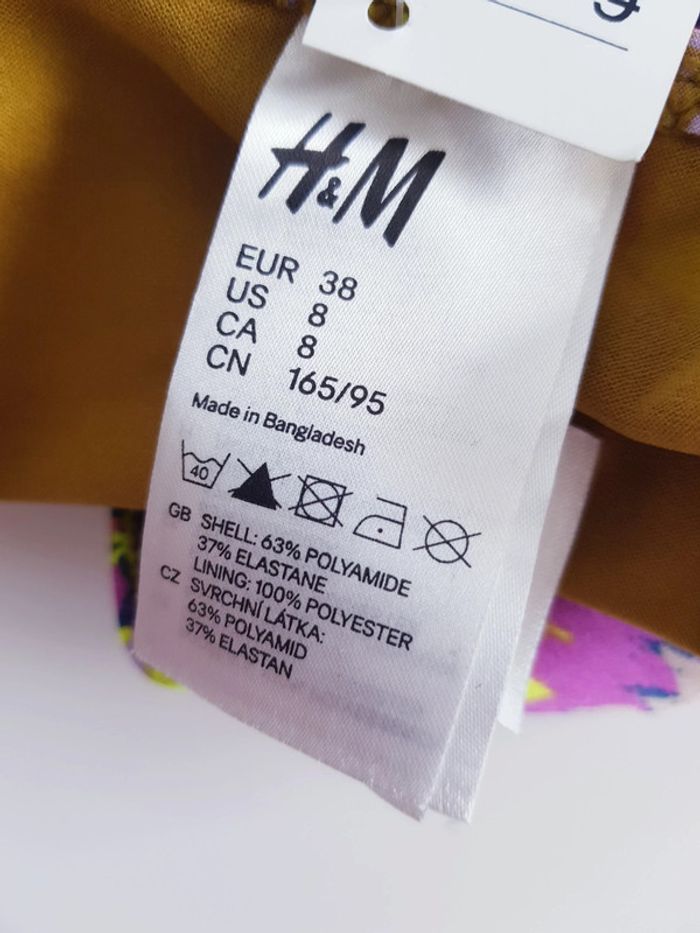 H&M
EUR 38
US 8
CA 8
CN 165/95
Made in Bangladesh
40
GB SHELL: 63% POLYAMIDE
37% ELASTANE
LINING: 100% POLYESTER
CZ SVRCHNÍ LÁTKA:
63% POLYAMID
37% ELASTAN